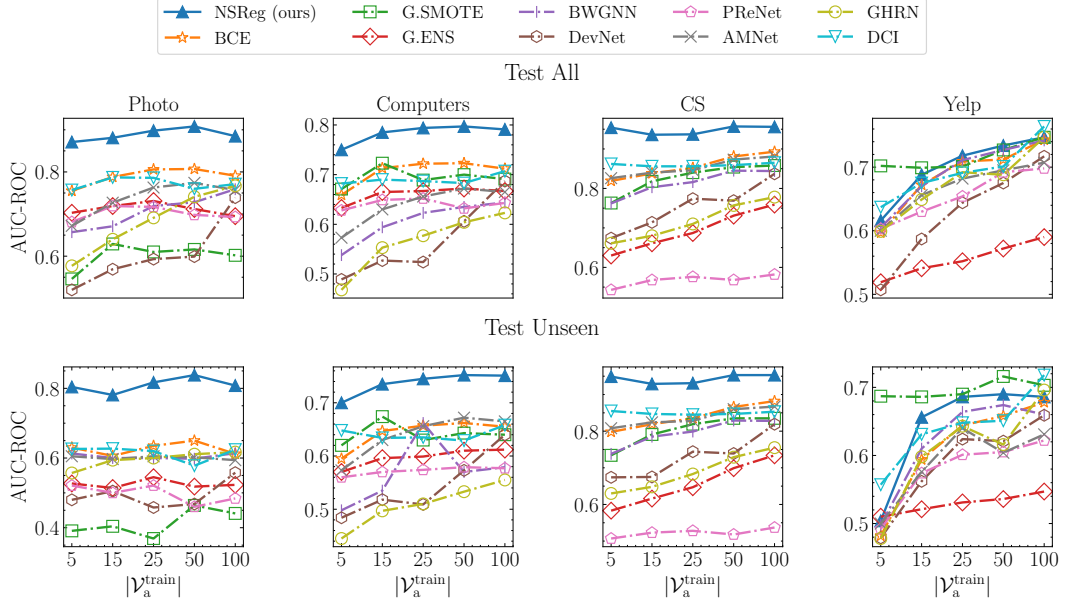 NSReg (ours) G.SMOTE BWGNN PReNet GHRN
BCE G.ENS DevNet AMNet DCI
Test All
Photo Computers CS Yelp
AUC-ROC
0.8
0.6
0.8
0.7
0.6
0.5
0.8
0.6
0.7
0.6
0.5
Test Unseen
AUC-ROC
0.8
0.6
0.4
0.7
0.6
0.5
0.8
0.6
0.7
0.6
0.5
5 15 25 50 100 5 15 25 50 100 5 15 25 50 100 5 15 25 50 100
|𝒱ₐᵗʳᵃⁱⁿ| |𝒱ₐᵗʳᵃⁱⁿ| |𝒱ₐᵗʳᵃⁱⁿ| |𝒱ₐᵗʳᵃⁱⁿ|